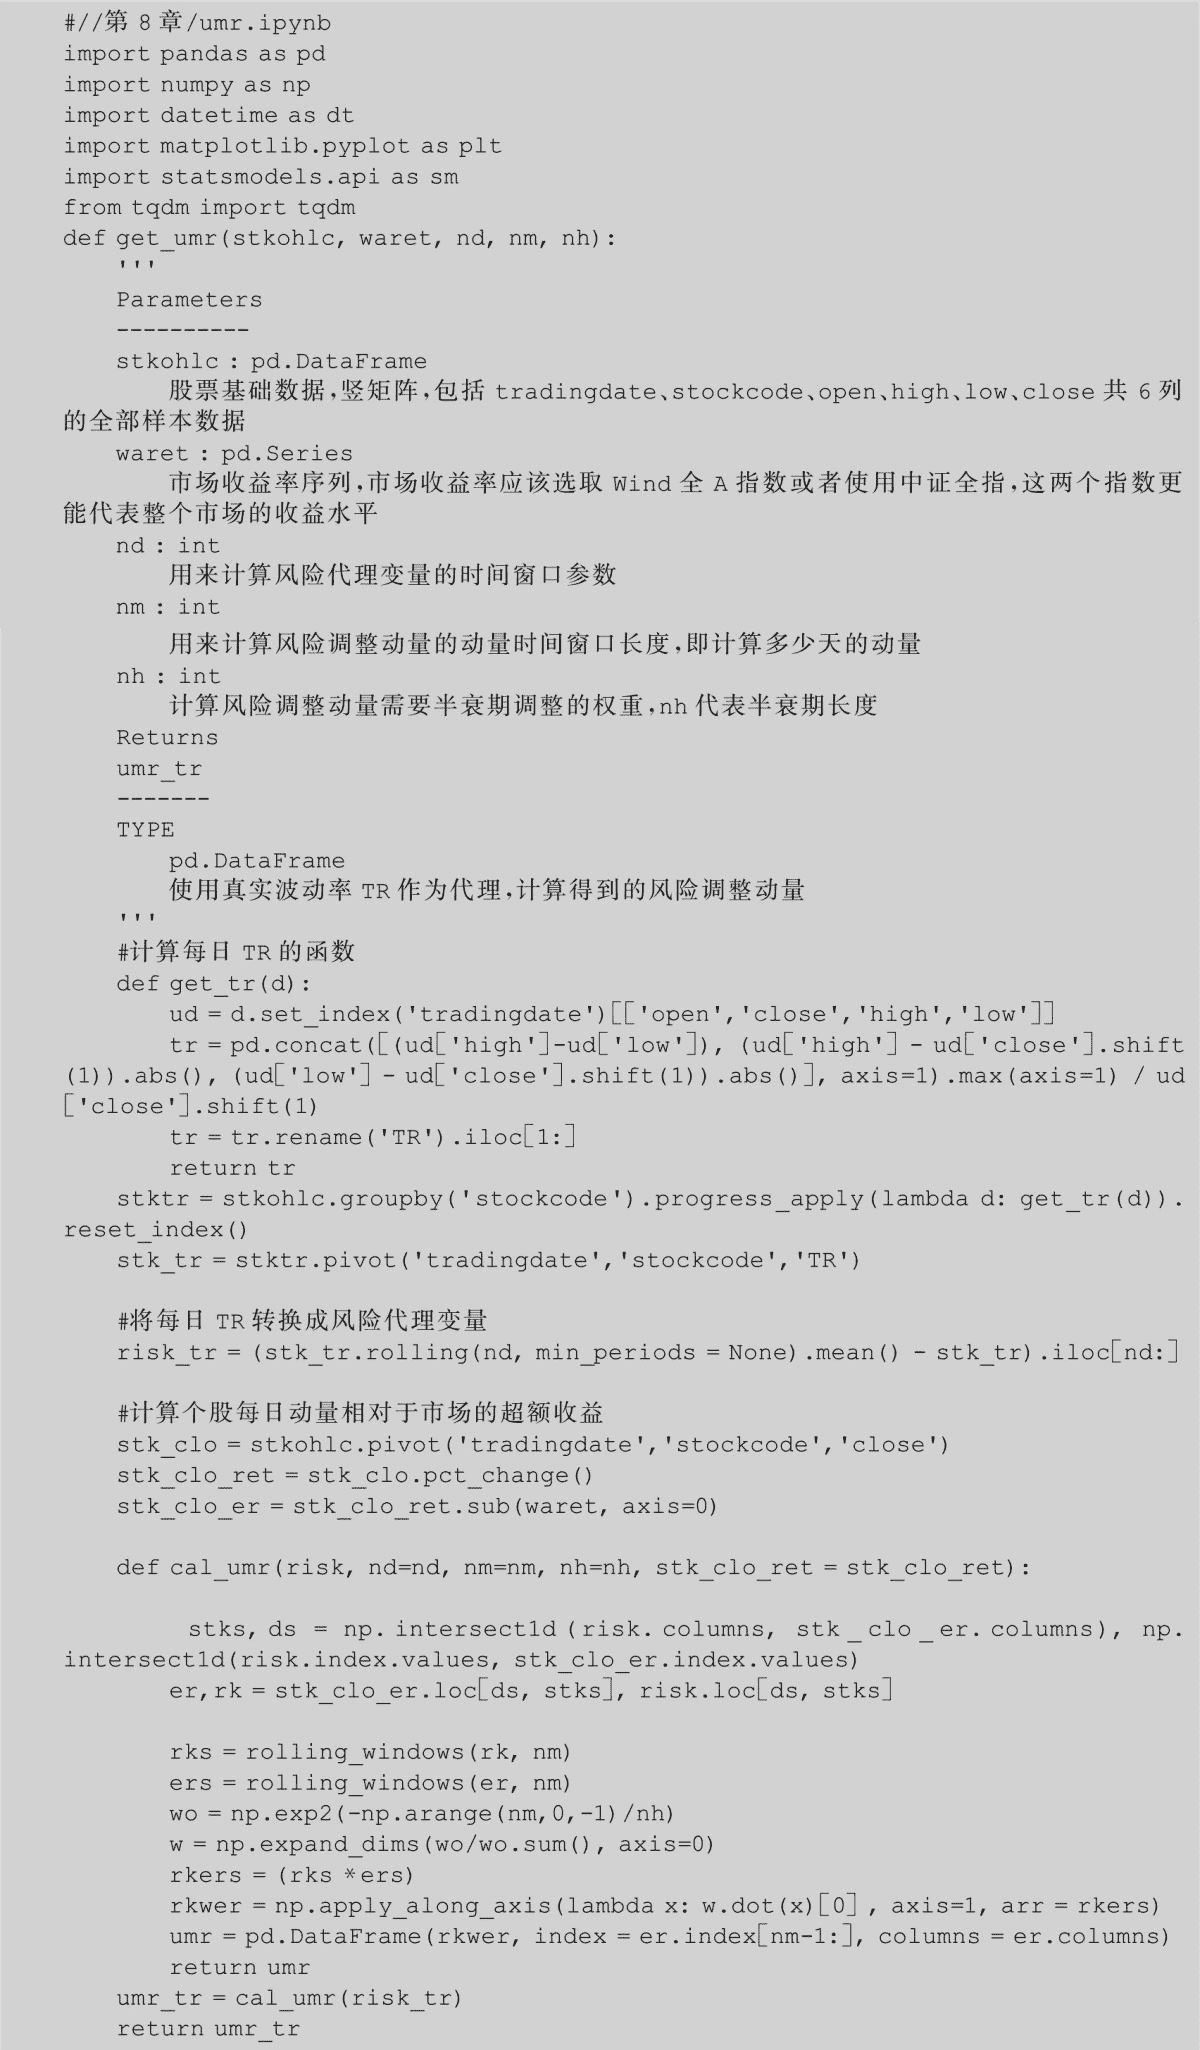 #//第 8 章/umr.ipynb
import pandas as pd
import numpy as np
import datetime as dt
import matplotlib.pyplot as plt
import statsmodels.api as sm
from tqdm import tqdm
def get_umr(stkohlc, waret, nd, nm, nh):
    '''
    Parameters
    ----------
    stkohlc : pd.DataFrame
        股票基础数据,竖矩阵,包括 tradingdate、stockcode、open、high、low、close 共 6 列
的全部样本数据
    waret : pd.Series
        市场收益率序列,市场收益率应该选取 Wind 全 A 指数或者使用中证全指,这两个指数更
能代表整个市场的收益水平
    nd : int
        用来计算风险代理变量的时间窗口参数
    nm : int
        用来计算风险调整动量的动量时间窗口长度,即计算多少天的动量
    nh : int
        计算风险调整动量需要半衰期调整的权重,nh 代表半衰期长度
    Returns
    umr_tr
    -------
    TYPE
        pd.DataFrame
        使用真实波动率 TR 作为代理,计算得到的风险调整动量
    '''
    #计算每日 TR 的函数
    def get_tr(d):
        ud = d.set_index('tradingdate')[['open','close','high','low']]
        tr = pd.concat([(ud['high']-ud['low']), (ud['high'] - ud['close'].shift
(1)).abs(), (ud['low'] - ud['close'].shift(1)).abs()], axis=1).max(axis=1) / ud
['close'].shift(1)
        tr = tr.rename('TR').iloc[1:]
        return tr
    stktr = stkohlc.groupby('stockcode').progress_apply(lambda d: get_tr(d)).
reset_index()
    stk_tr = stktr.pivot('tradingdate','stockcode','TR')

    #将每日 TR 转换成风险代理变量
    risk_tr = (stk_tr.rolling(nd, min_periods = None).mean() - stk_tr).iloc[nd:]

    #计算个股每日动量相对于市场的超额收益
    stk_clo = stkohlc.pivot('tradingdate','stockcode','close')
    stk_clo_ret = stk_clo.pct_change()
    stk_clo_er = stk_clo_ret.sub(waret, axis=0)

    def cal_umr(risk, nd=nd, nm=nm, nh=nh, stk_clo_ret = stk_clo_ret):

        stks, ds = np. intersect1d (risk. columns, stk _ clo _ er. columns), np.
intersect1d(risk.index.values, stk_clo_er.index.values)
        er,rk = stk_clo_er.loc[ds, stks], risk.loc[ds, stks]

        rks = rolling_windows(rk, nm)
        ers = rolling_windows(er, nm)
        wo = np.exp2(-np.arange(nm,0,-1)/nh)
        w = np.expand_dims(wo/wo.sum(), axis=0)
        rkers = (rks *ers)
        rkwer = np.apply_along_axis(lambda x: w.dot(x)[0] , axis=1, arr = rkers)
        umr = pd.DataFrame(rkwer, index = er.index[nm-1:], columns = er.columns)
        return umr
    umr_tr = cal_umr(risk_tr)
    return umr_tr